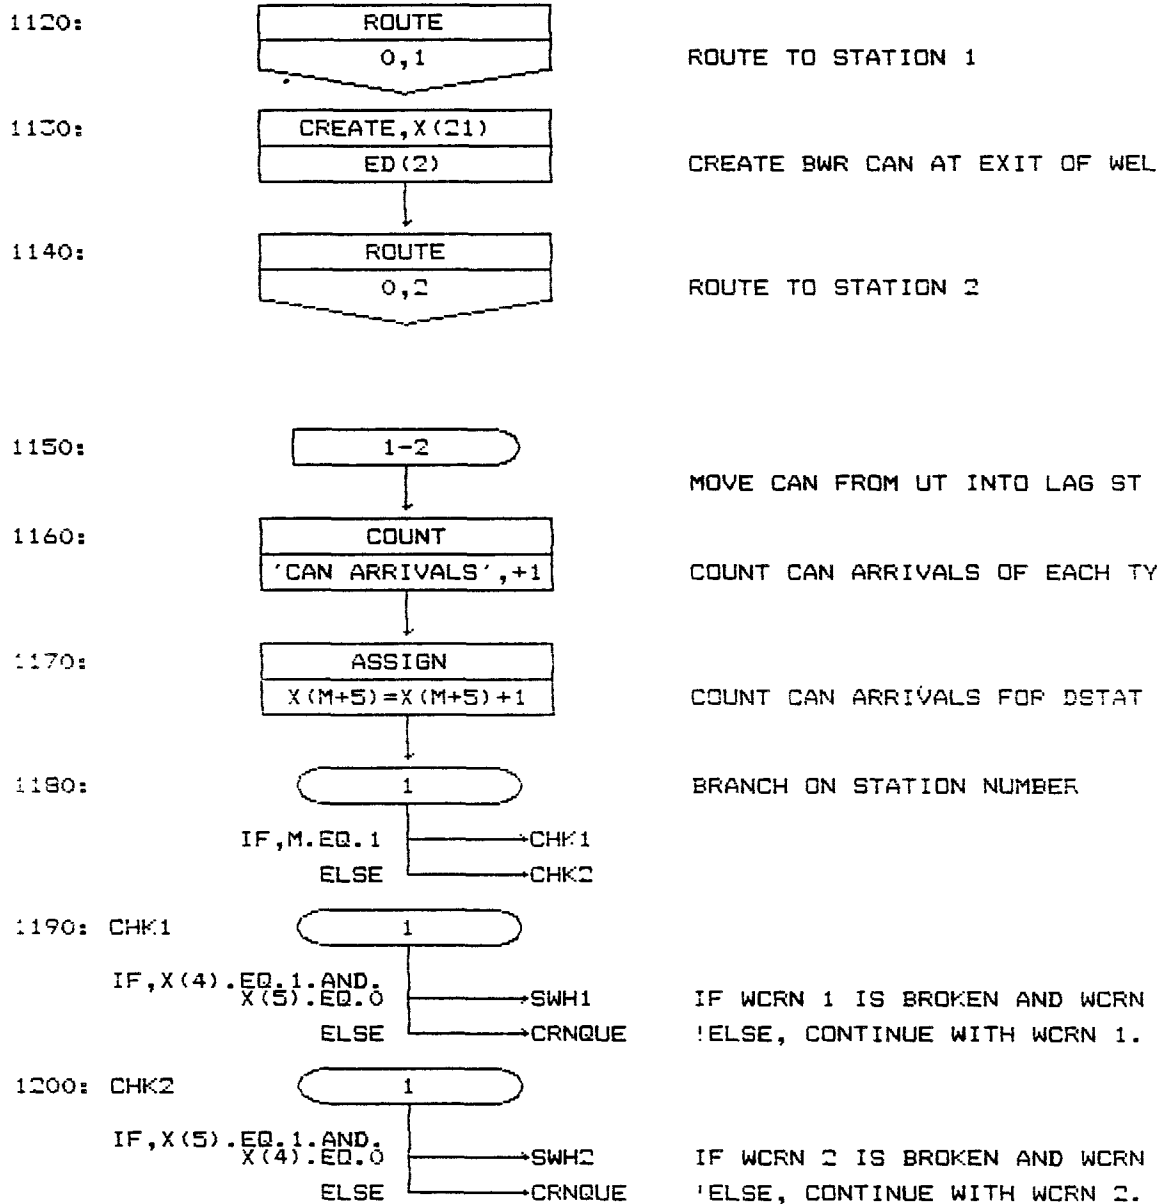 1120: ROUTE
0,1 ROUTE TO STATION 1
1130: CREATE,X(21)
ED(2) CREATE BWR CAN AT EXIT OF WEL
1140: ROUTE
0,2 ROUTE TO STATION 2
1150: 1-2
MOVE CAN FROM UT INTO LAG ST
1160: COUNT
'CAN ARRIVALS',+1 COUNT CAN ARRIVALS OF EACH TY
1170: ASSIGN
X(M+5)=X(M+5)+1 COUNT CAN ARRIVALS FOR DSTAT
1180: 1 BRANCH ON STATION NUMBER
IF,M.EQ.1 CHK1
ELSE CHK2
1190: CHK1 1
IF,X(4).EQ.1.AND.
X(5).EQ.0 SWH1 IF WCRN 1 IS BROKEN AND WCRN
ELSE CRNQUE !ELSE, CONTINUE WITH WCRN 1.
1200: CHK2 1
IF,X(5).EQ.1.AND.
X(4).EQ.0 SWH2 IF WCRN 2 IS BROKEN AND WCRN
ELSE CRNQUE !ELSE, CONTINUE WITH WCRN 2.